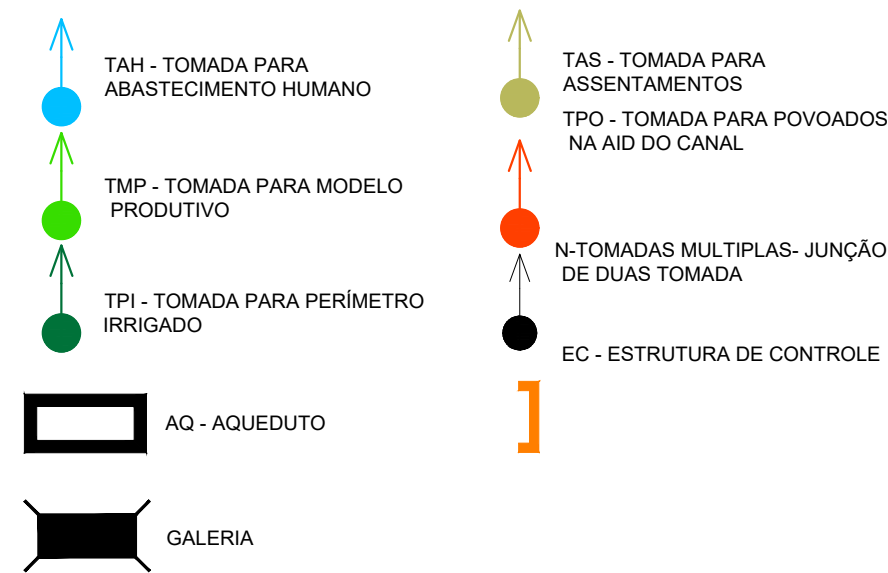 TAH - TOMADA PARA
ABASTECIMENTO HUMANO
TMP - TOMADA PARA MODELO
PRODUTIVO
TPI - TOMADA PARA PERÍMETRO
IRRIGADO
AQ - AQUEDUTO
GALERIA
TAS - TOMADA PARA
ASSENTAMENTOS
TPO - TOMADA PARA POVOADOS
NA AID DO CANAL
N-TOMADAS MULTIPLAS- JUNÇÃO
DE DUAS TOMADA
EC - ESTRUTURA DE CONTROLE